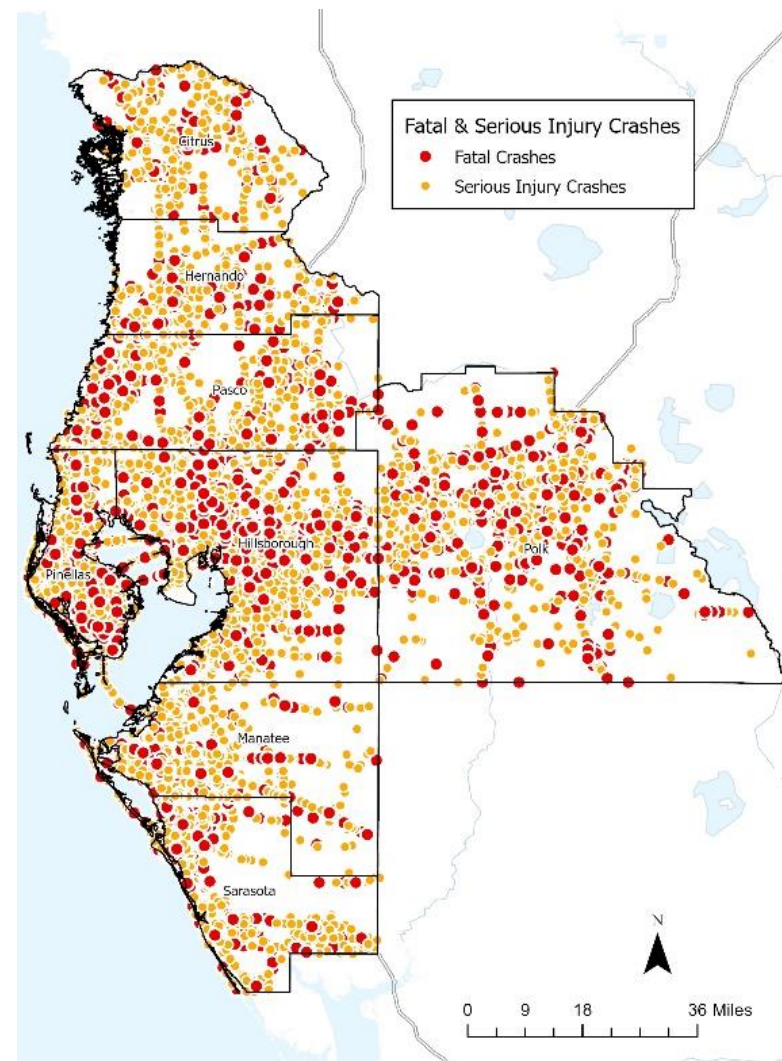 Fatal & Serious Injury Crashes
Fatal Crashes
Serious Injury Crashes
Citrus
Hernando
Pasco
Hillsborough
Polk
Pinellas
Manatee
Sarasota
N
0 9 18 36 Miles